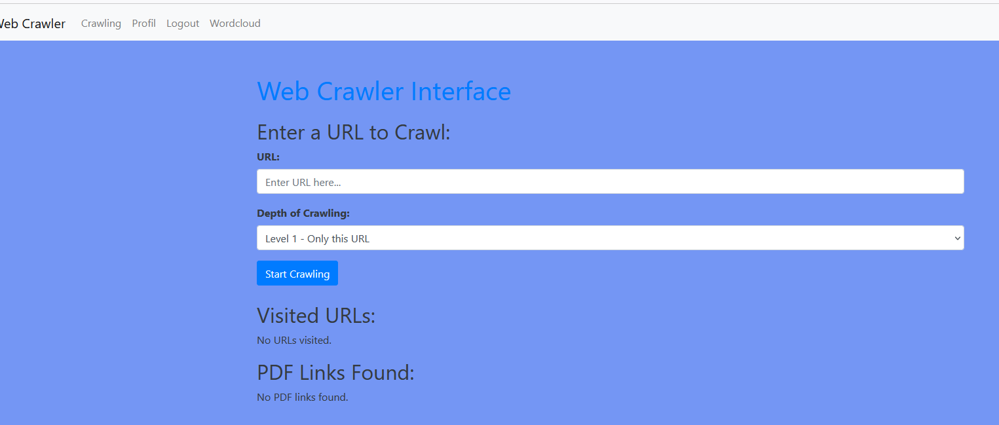 Web Crawler Crawling Profil Logout Wordcloud
Web Crawler Interface
Enter a URL to Crawl:
URL:
Enter URL here...
Depth of Crawling:
Level 1 - Only this URL
Start Crawling
Visited URLs:
No URLs visited.
PDF Links Found:
No PDF links found.